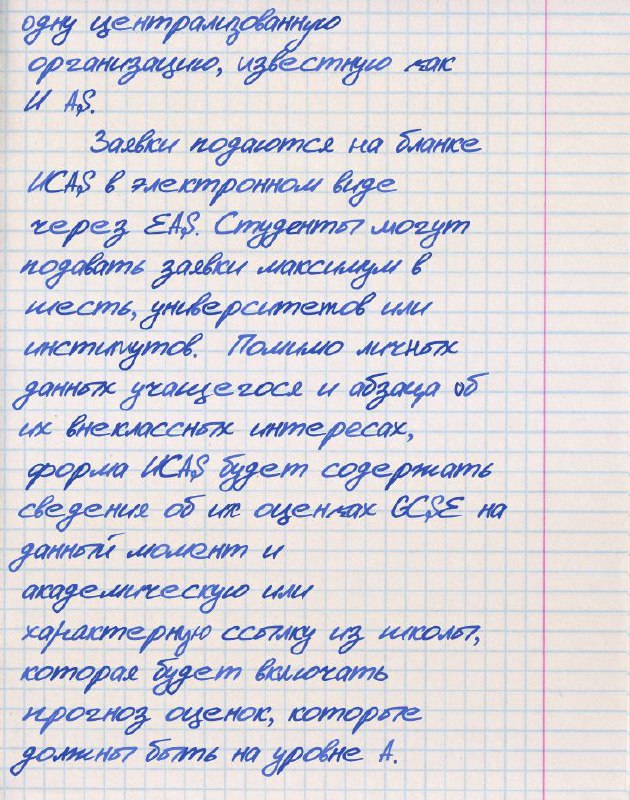 одну централизованную
организацию, известную как
И AS.
Заявки подаются на бланке
ИCAS в электронном виде
через EAS. Студенты могут
подавать заявки максимум в
шесть, университетов или
институтов. Помимо личных
данных учащегося и абзаца об
их внеклассных интересах,
форма ИCAS будет содержать
сведения об их оценках GCSE на
данный момент и
академическую или
характерную ссылку из школы,
которая будет включать
прогноз оценок, которые
должны быть на уровне A.